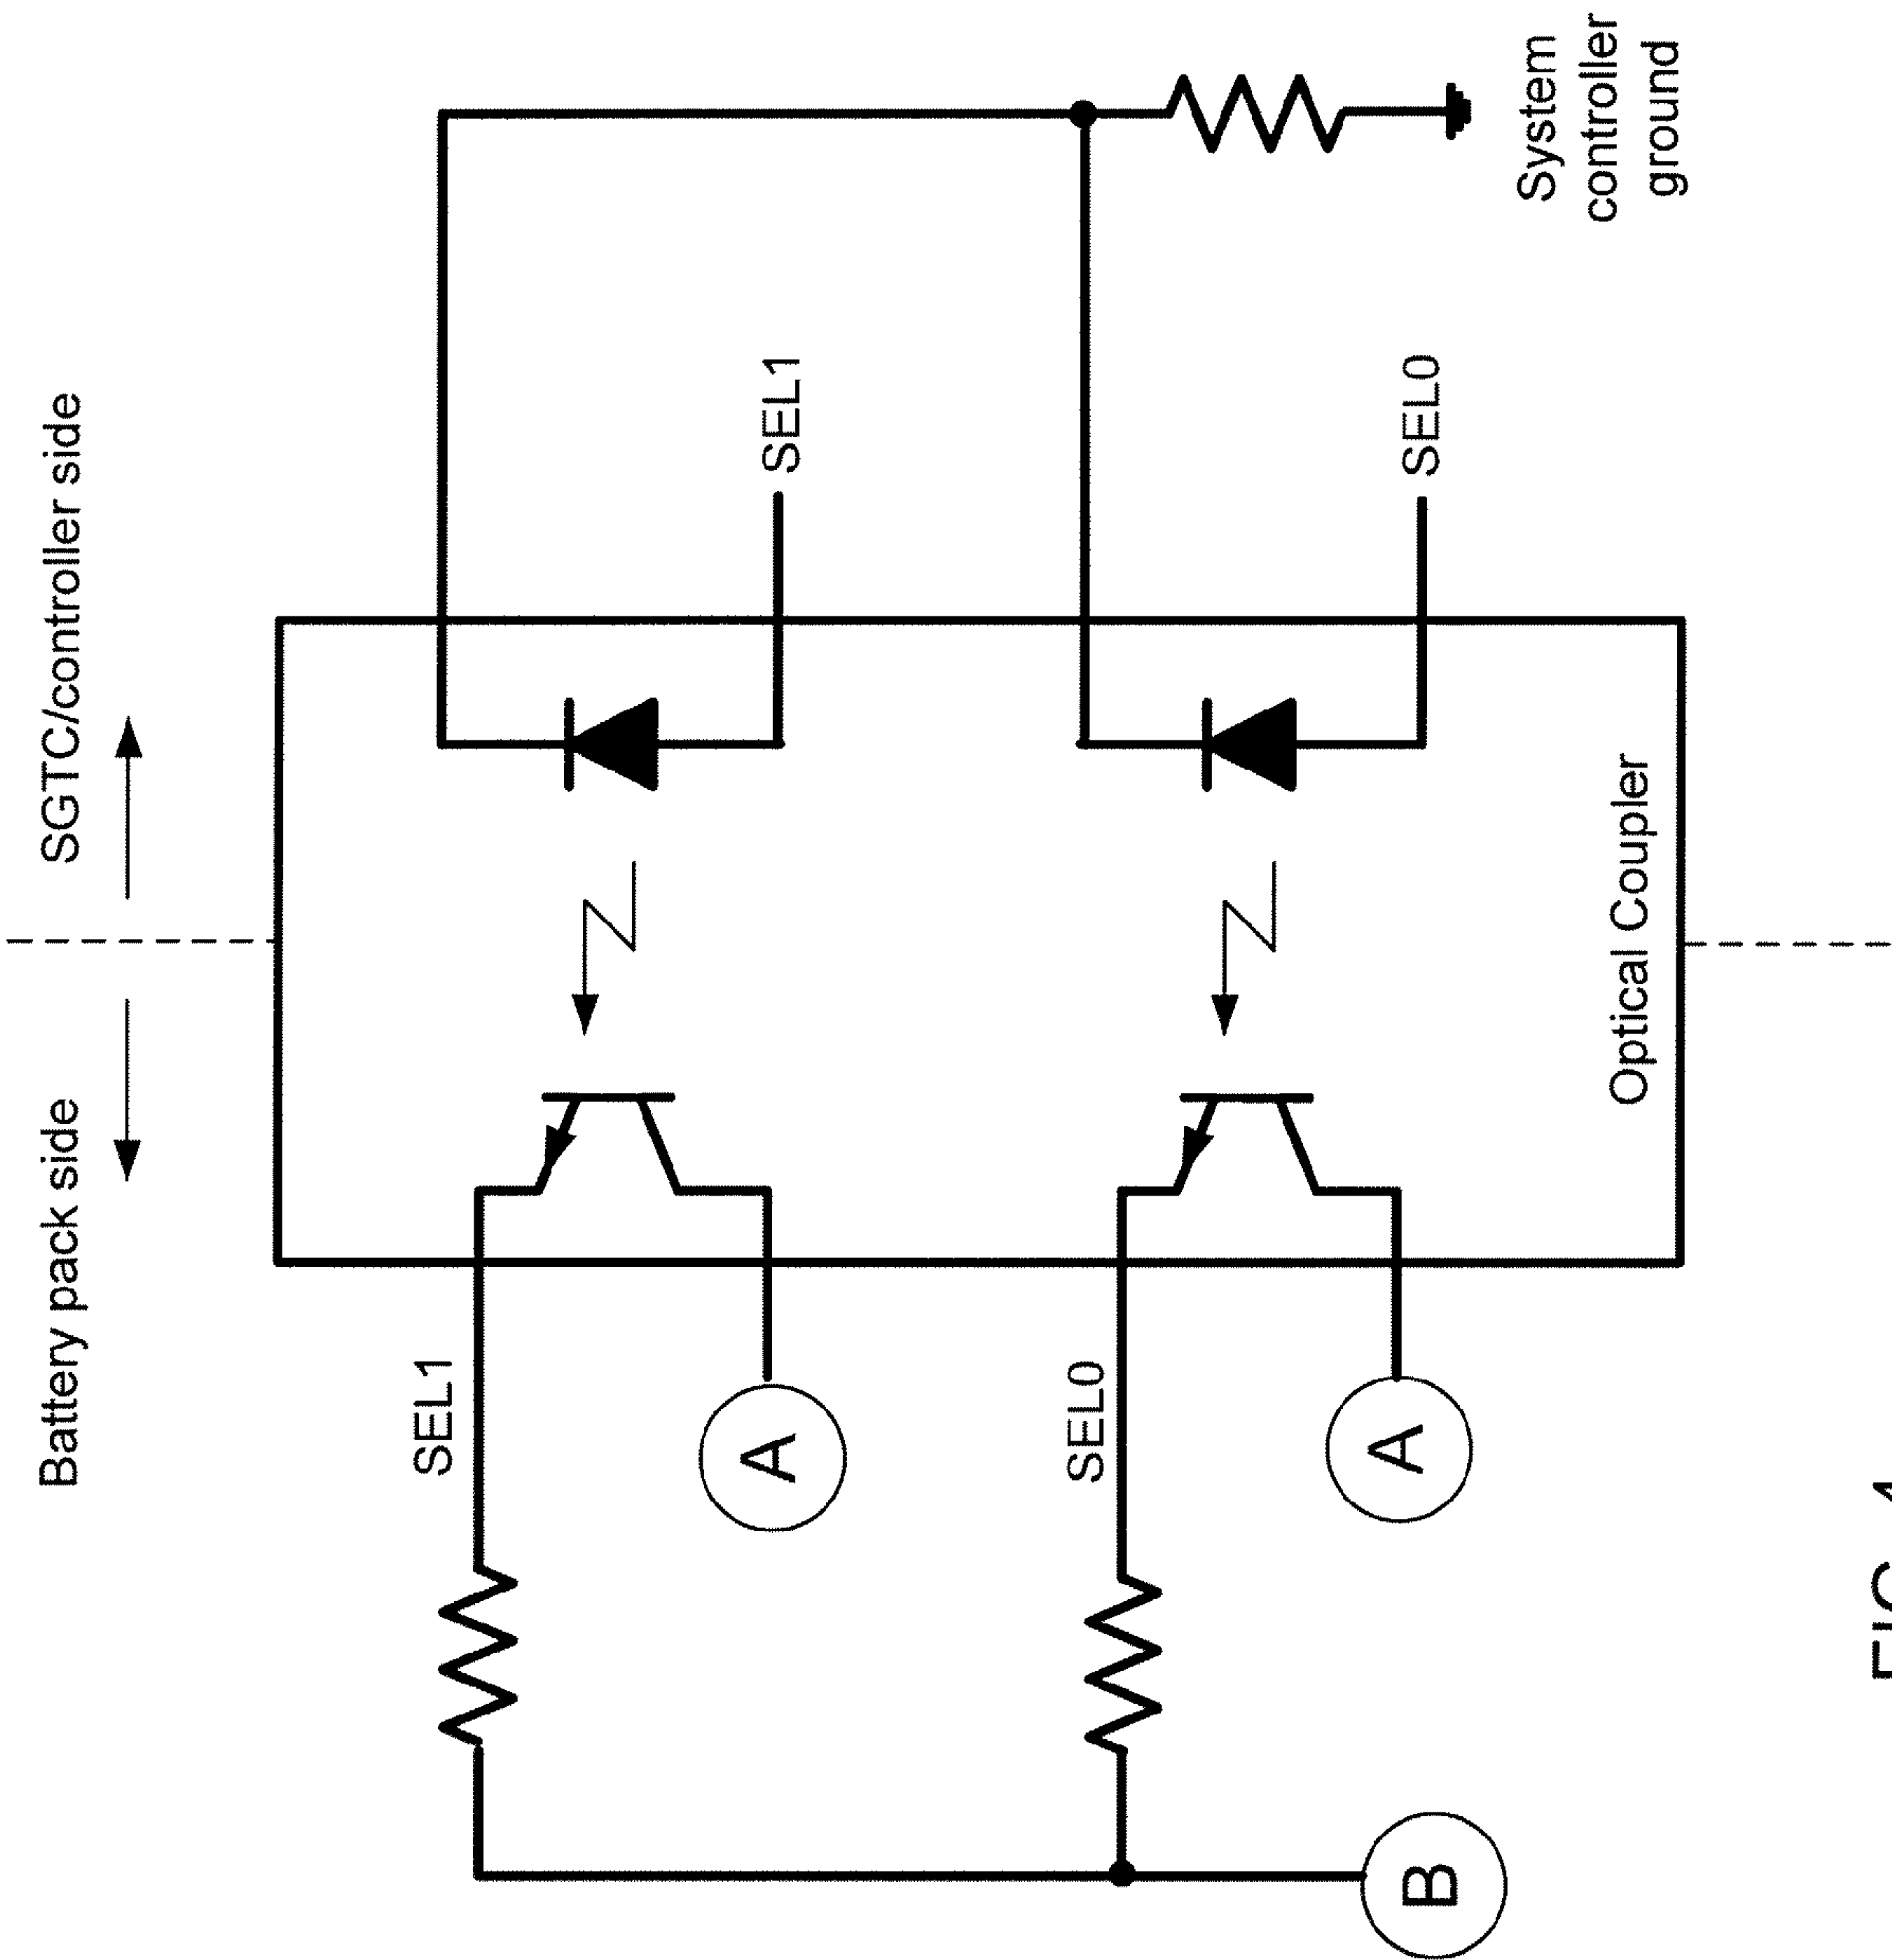 Battery pack side
SGTC/controller side
SEL1
SEL1
A
SEL0
SEL0
A
B
Optical Coupler
System
controller
ground